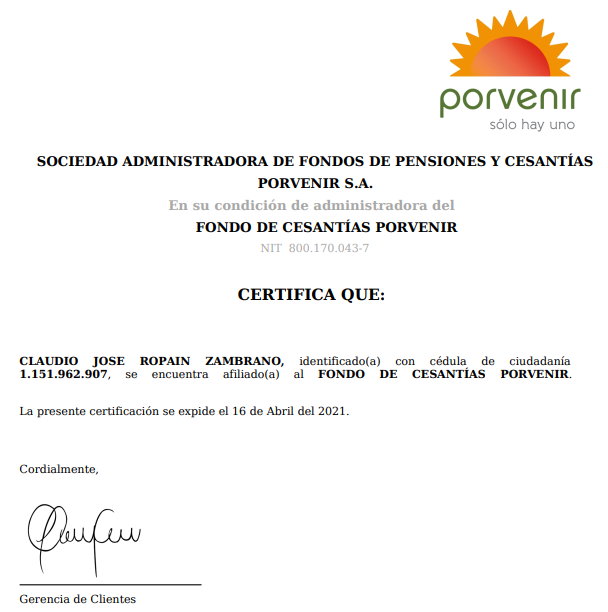 porvenir
sólo hay uno
SOCIEDAD ADMINISTRADORA DE FONDOS DE PENSIONES Y CESANTÍAS
PORVENIR S.A.
En su condición de administradora del
FONDO DE CESANTÍAS PORVENIR
NIT 800.170.043-7
CERTIFICA QUE:
CLAUDIO JOSE ROPAIN ZAMBRANO, identificado(a) con cédula de ciudadanía
1.151.962.907, se encuentra afiliado(a) al FONDO DE CESANTÍAS PORVENIR.
La presente certificación se expide el 16 de Abril del 2021.
Cordialmente,
Gerencia de Clientes